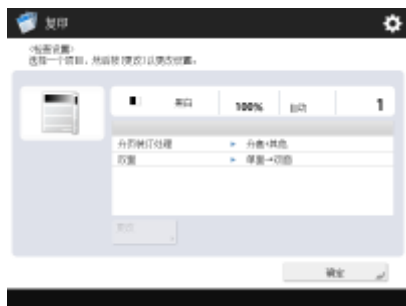 复印
<检查设置>
选择一个项目，然后按[更改]以更改设置。
黑白 100% 自动 1
分页装订处理 ▶ 分套+其他
双面 ▶ 单面→双面
更改
确定